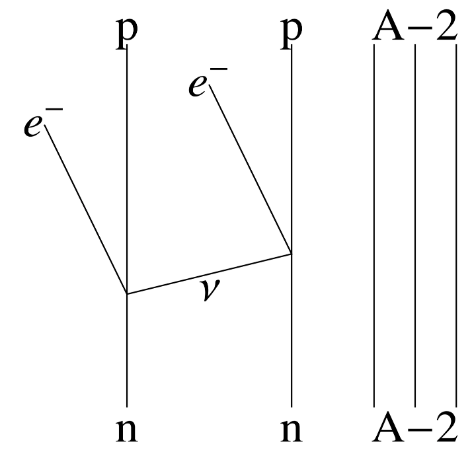 p p A−2
e⁻
e⁻
ν
n n A−2